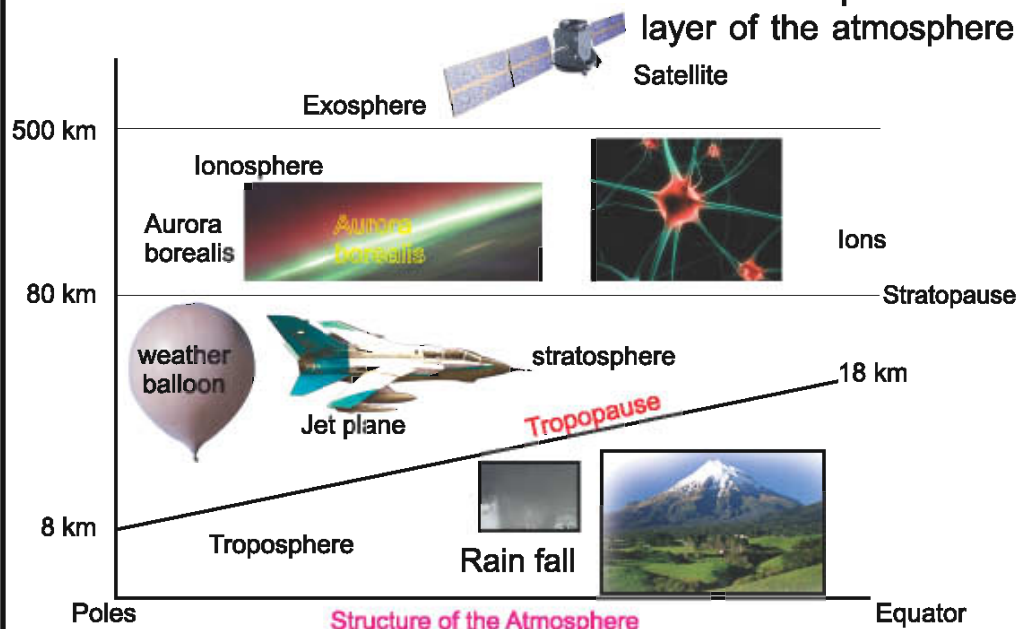 layer of the atmosphere
Satellite
Exosphere
500 km
Ionosphere
Aurora
borealis
Aurora
borealis
Ions
80 km
Stratopause
weather
balloon
stratosphere
Jet plane
18 km
Tropopause
8 km
Troposphere
Rain fall
Poles
Structure of the Atmosphere
Equator